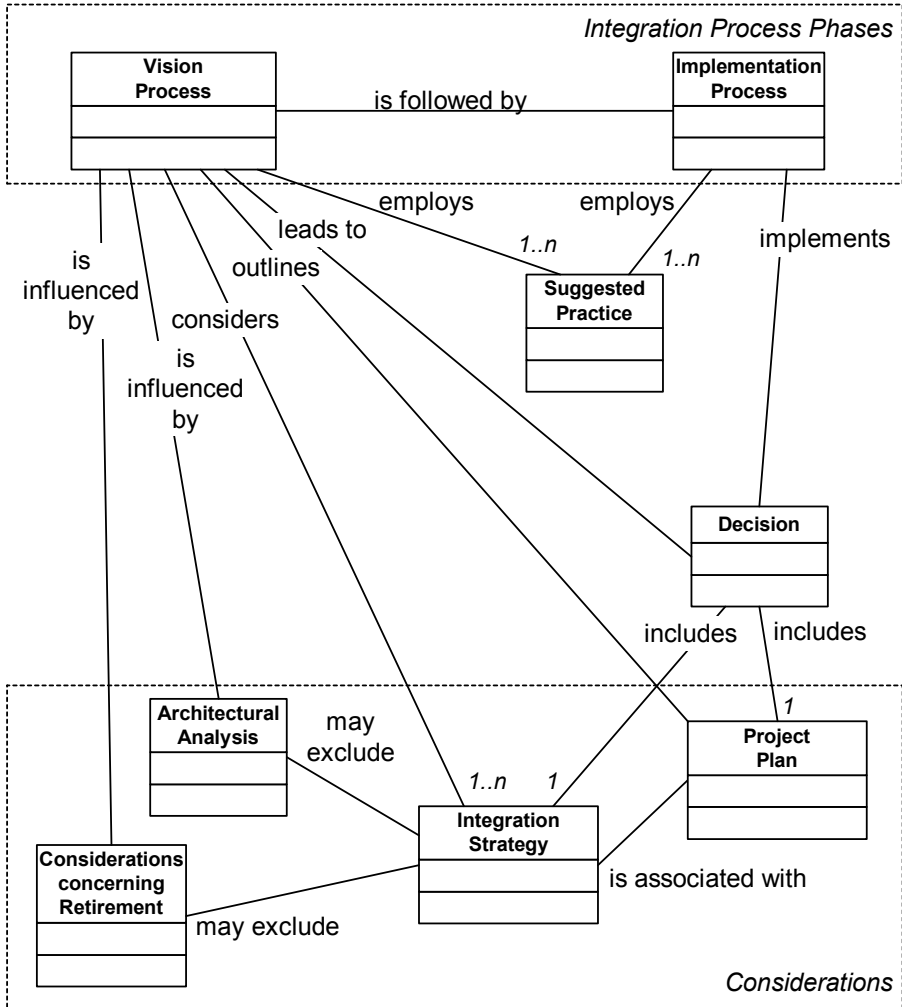 Integration Process Phases
Vision
Process
is followed by
Implementation
Process
employs
employs
leads to
implements
is
influenced
by
outlines
1..n
1..n
Suggested
Practice
considers
is
influenced
by
Decision
includes
includes
Architectural
Analysis
may
exclude
1
Project
Plan
1..n
1
Integration
Strategy
Considerations
concerning
Retirement
is associated with
may exclude
Considerations